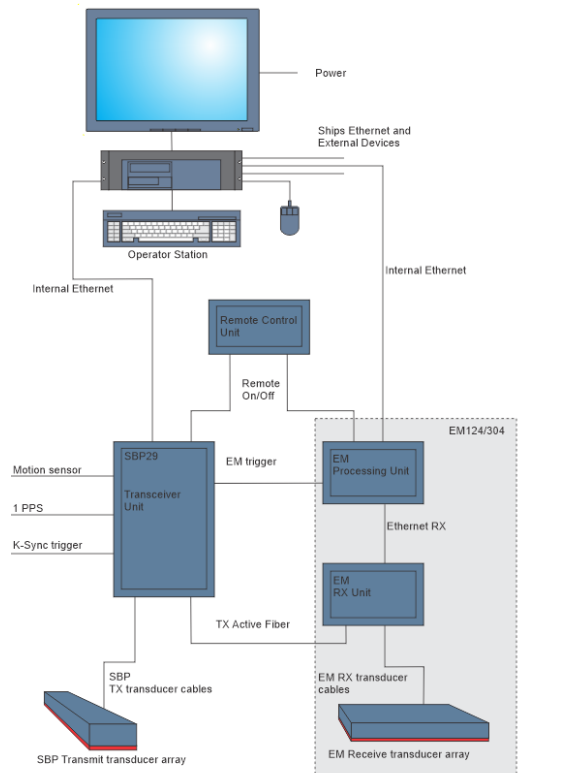 Power
Ships Ethernet and
External Devices
Operator Station
Internal Ethernet
Internal Ethernet
Remote Control
Unit
Remote
On/Off
EM124/304
SBP29
Transceiver
Unit
EM trigger
EM
Processing Unit
Motion sensor
1 PPS
K-Sync trigger
Ethernet RX
EM
RX Unit
TX Active Fiber
SBP
TX transducer cables
EM RX transducer
cables
SBP Transmit transducer array
EM Receive transducer array